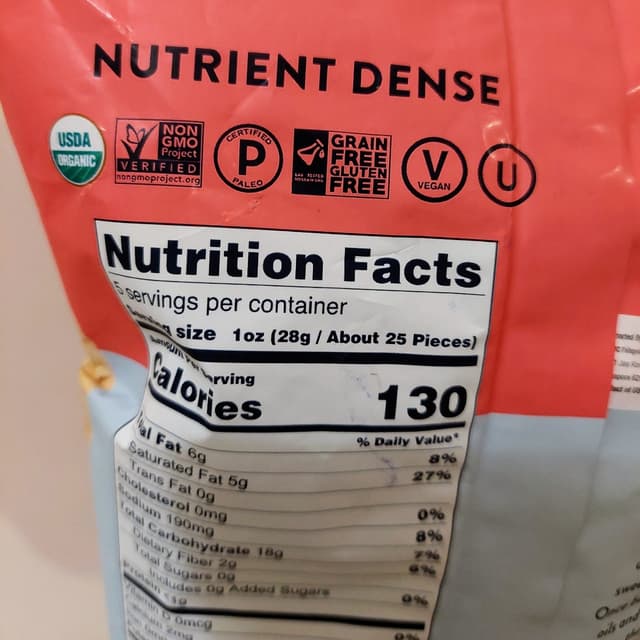 NUTRIENT DENSE
USDA
ORGANIC
NON
GMO
Project
VERIFIED
nongmoproject.org
CERTIFIED
P
PALEO
GRAIN
FREE
GLUTEN
FREE
V
VEGAN
U
Nutrition Facts
5 servings per container
size 1oz (28g / About 25 Pieces)
Calories 130
% Daily Value*
Fat 6g 8%
Saturated Fat 5g 27%
Trans Fat 0g
Cholesterol 0mg 0%
Sodium 190mg 8%
Total Carbohydrate 18g 7%
Dietary Fiber 2g 6%
Total Sugars 0g
Includes 0g Added Sugars 0%
Vitamin D 0mcg 0%